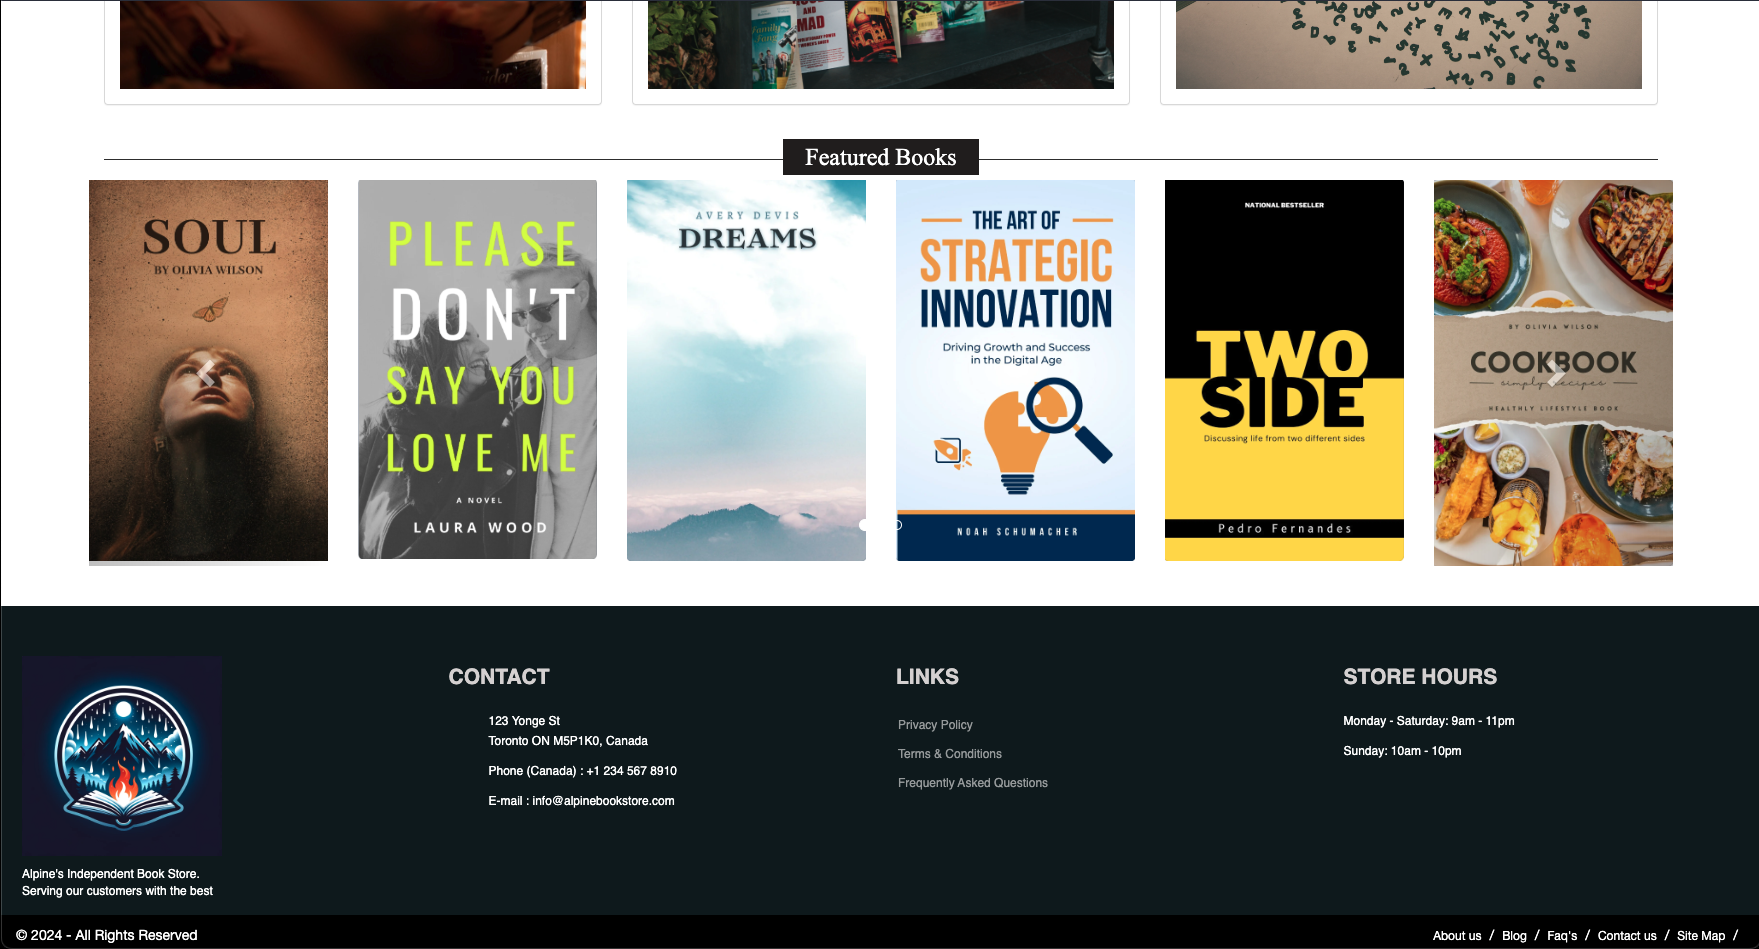 Family
AND
MAD
Featured Books
SOUL
BY OLIVIA WILSON
PLEASE
DON'T
SAY YOU
LOVE ME
A NOVEL
LAURA WOOD
AVERY DEVIS
DREAMS
THE ART OF
STRATEGIC
INNOVATION
Driving Growth and Success
in the Digital Age
NOAH SCHUMACHER
NATIONAL BESTSELLER
TWO
SIDE
Discussing life from two different sides
Pedro Fernandes
BY OLIVIA WILSON
COOKBOOK
simply recipes
HEALTHLY LIFESTYLE BOOK
Alpine's Independent Book Store.
Serving our customers with the best
CONTACT
123 Yonge St
Toronto ON M5P1K0, Canada
Phone (Canada) : +1 234 567 8910
E-mail : info@alpinebookstore.com
LINKS
Privacy Policy
Terms & Conditions
Frequently Asked Questions
STORE HOURS
Monday - Saturday: 9am - 11pm
Sunday: 10am - 10pm
© 2024 - All Rights Reserved
About us / Blog / Faq's / Contact us / Site Map /